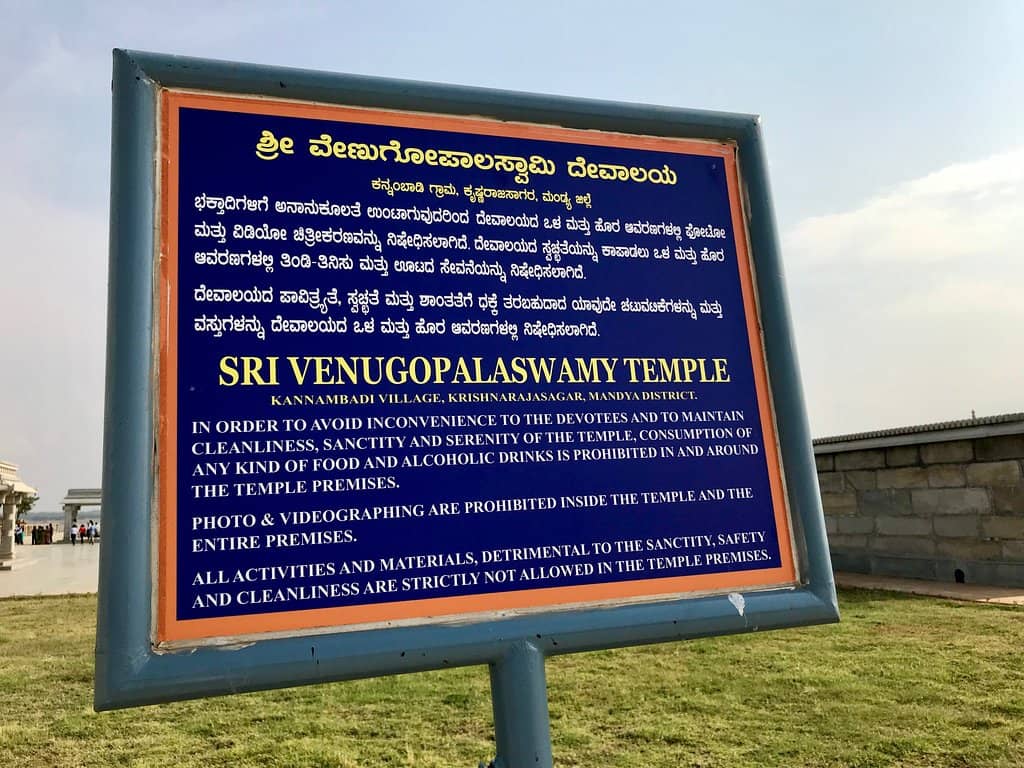 ಶ್ರೀ ವೇಣುಗೋಪಾಲಸ್ವಾಮಿ ದೇವಾಲಯ
ಕನ್ನಂಬಾಡಿ ಗ್ರಾಮ, ಕೃಷ್ಣರಾಜಸಾಗರ, ಮಂಡ್ಯ ಜಿಲ್ಲೆ
ಭಕ್ತಾದಿಗಳಿಗೆ ಅನಾನುಕೂಲತೆ ಉಂಟಾಗುವುದರಿಂದ ದೇವಾಲಯದ ಒಳ ಮತ್ತು ಹೊರ ಆವರಣಗಳಲ್ಲಿ ಫೋಟೋ
ಮತ್ತು ವಿಡಿಯೋ ಚಿತ್ರೀಕರಣವನ್ನು ನಿಷೇಧಿಸಲಾಗಿದೆ. ದೇವಾಲಯದ ಸ್ವಚ್ಛತೆಯನ್ನು ಕಾಪಾಡಲು ಒಳ ಮತ್ತು ಹೊರ
ಆವರಣಗಳಲ್ಲಿ ತಿಂಡಿ-ತಿನಿಸು ಮತ್ತು ಊಟದ ಸೇವನೆಯನ್ನು ನಿಷೇಧಿಸಲಾಗಿದೆ.
ದೇವಾಲಯದ ಪಾವಿತ್ರ್ಯತೆ, ಸ್ವಚ್ಛತೆ ಮತ್ತು ಶಾಂತತೆಗೆ ಧಕ್ಕೆ ತರಬಹುದಾದ ಯಾವುದೇ ಚಟುವಟಿಕೆಗಳನ್ನು ಮತ್ತು
ವಸ್ತುಗಳನ್ನು ದೇವಾಲಯದ ಒಳ ಮತ್ತು ಹೊರ ಆವರಣಗಳಲ್ಲಿ ನಿಷೇಧಿಸಲಾಗಿದೆ.
SRI VENUGOPALASWAMY TEMPLE
KANNAMBADI VILLAGE, KRISHNARAJASAGAR, MANDYA DISTRICT.
IN ORDER TO AVOID INCONVENIENCE TO THE DEVOTEES AND TO MAINTAIN
CLEANLINESS, SANCTITY AND SERENITY OF THE TEMPLE, CONSUMPTION OF
ANY KIND OF FOOD AND ALCOHOLIC DRINKS IS PROHIBITED IN AND AROUND
THE TEMPLE PREMISES.
PHOTO & VIDEOGRAPHING ARE PROHIBITED INSIDE THE TEMPLE AND THE
ENTIRE PREMISES.
ALL ACTIVITIES AND MATERIALS, DETRIMENTAL TO THE SANCTITY, SAFETY
AND CLEANLINESS ARE STRICTLY NOT ALLOWED IN THE TEMPLE PREMISES.